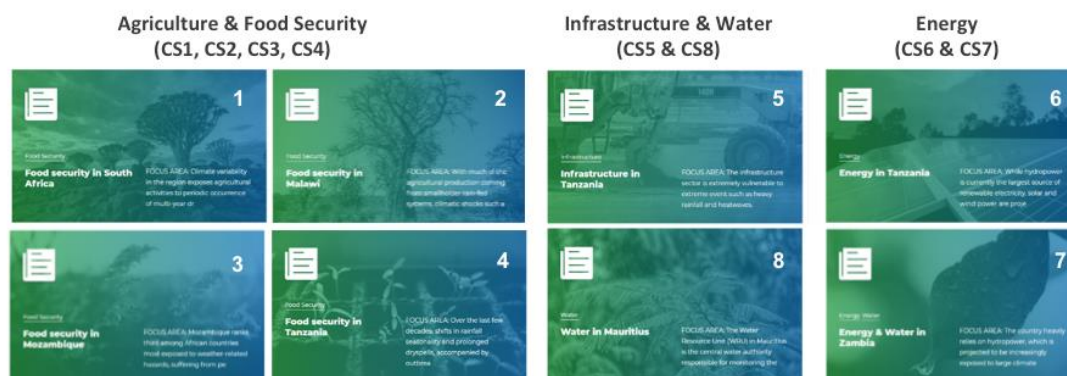 Agriculture & Food Security
(CS1, CS2, CS3, CS4)
Infrastructure & Water
(CS5 & CS8)
Energy
(CS6 & CS7)
1
Food Security
Food security in South
Africa
FOCUS AREA: Climate variability
in the region exposes agricultural
activities to periodic occurrence
of multi-year dr
2
Food Security
Food security in
Malawi
FOCUS AREA: With much of the
agricultural production coming
from smallholder rain-fed
systems, climatic shocks such a
5
Infrastructure
Infrastructure in
Tanzania
FOCUS AREA: The infrastructure
sector is extremely vulnerable to
extreme event such as heavy
rainfall and heatwaves.
6
Energy
Energy in Tanzania
FOCUS AREA: While hydropower
is currently the largest source of
renewable electricity, solar and
wind power are
3
Food Security
Food security in
Mozambique
FOCUS AREA: Mozambique ranks
third among African countries
most exposed to weather-related
hazards, suffering from
4
Food Security
Food security in
Tanzania
FOCUS AREA: Over the last few
decades, shifts in rainfall
seasonality and prolonged
dryspells, accompanied by
8
Water
Water in Mauritius
FOCUS AREA: The Water
Resource Unit (WRU) in Mauritius
is the central water authority
responsible for monitoring the
7
Energy, Water
Energy & Water in
Zambia
FOCUS AREA: The country heavily
relies on hydropower, which is
projected to be increasingly
exposed to large climate